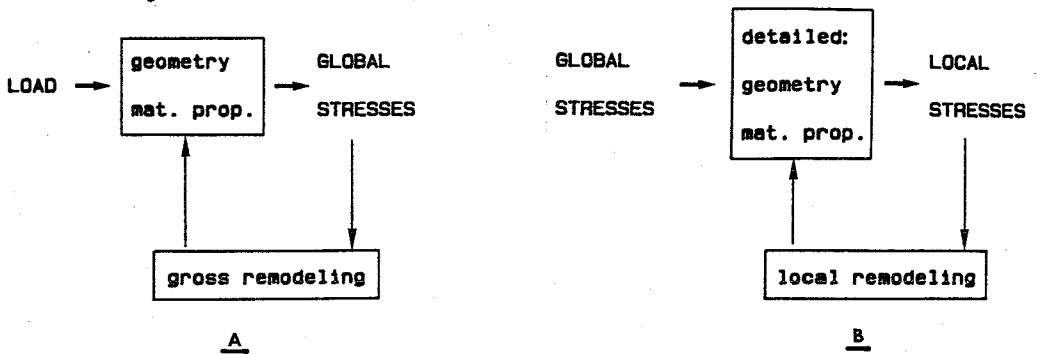 LOAD
geometry
mat. prop.
GLOBAL
STRESSES
gross remodeling
A
GLOBAL
STRESSES
detailed:
geometry
mat. prop.
LOCAL
STRESSES
local remodeling
B